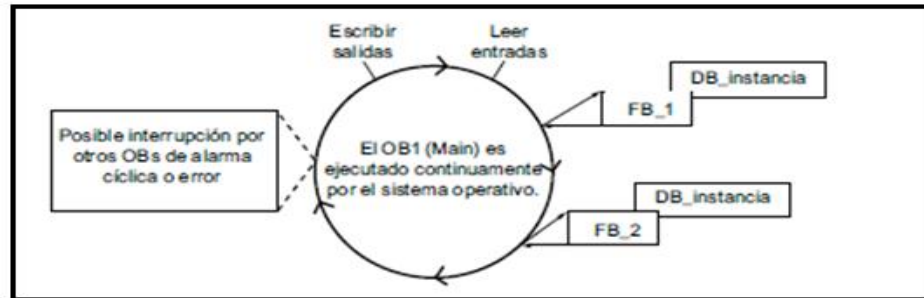 Escribir
salidas
Leer
entradas
DB_instancia
FB_1
Posible interrupción por
otros OBs de alarma
cíclica o error
El OB1 (Main) es
ejecutado continuamente
por el sistema operativo.
DB_instancia
FB_2